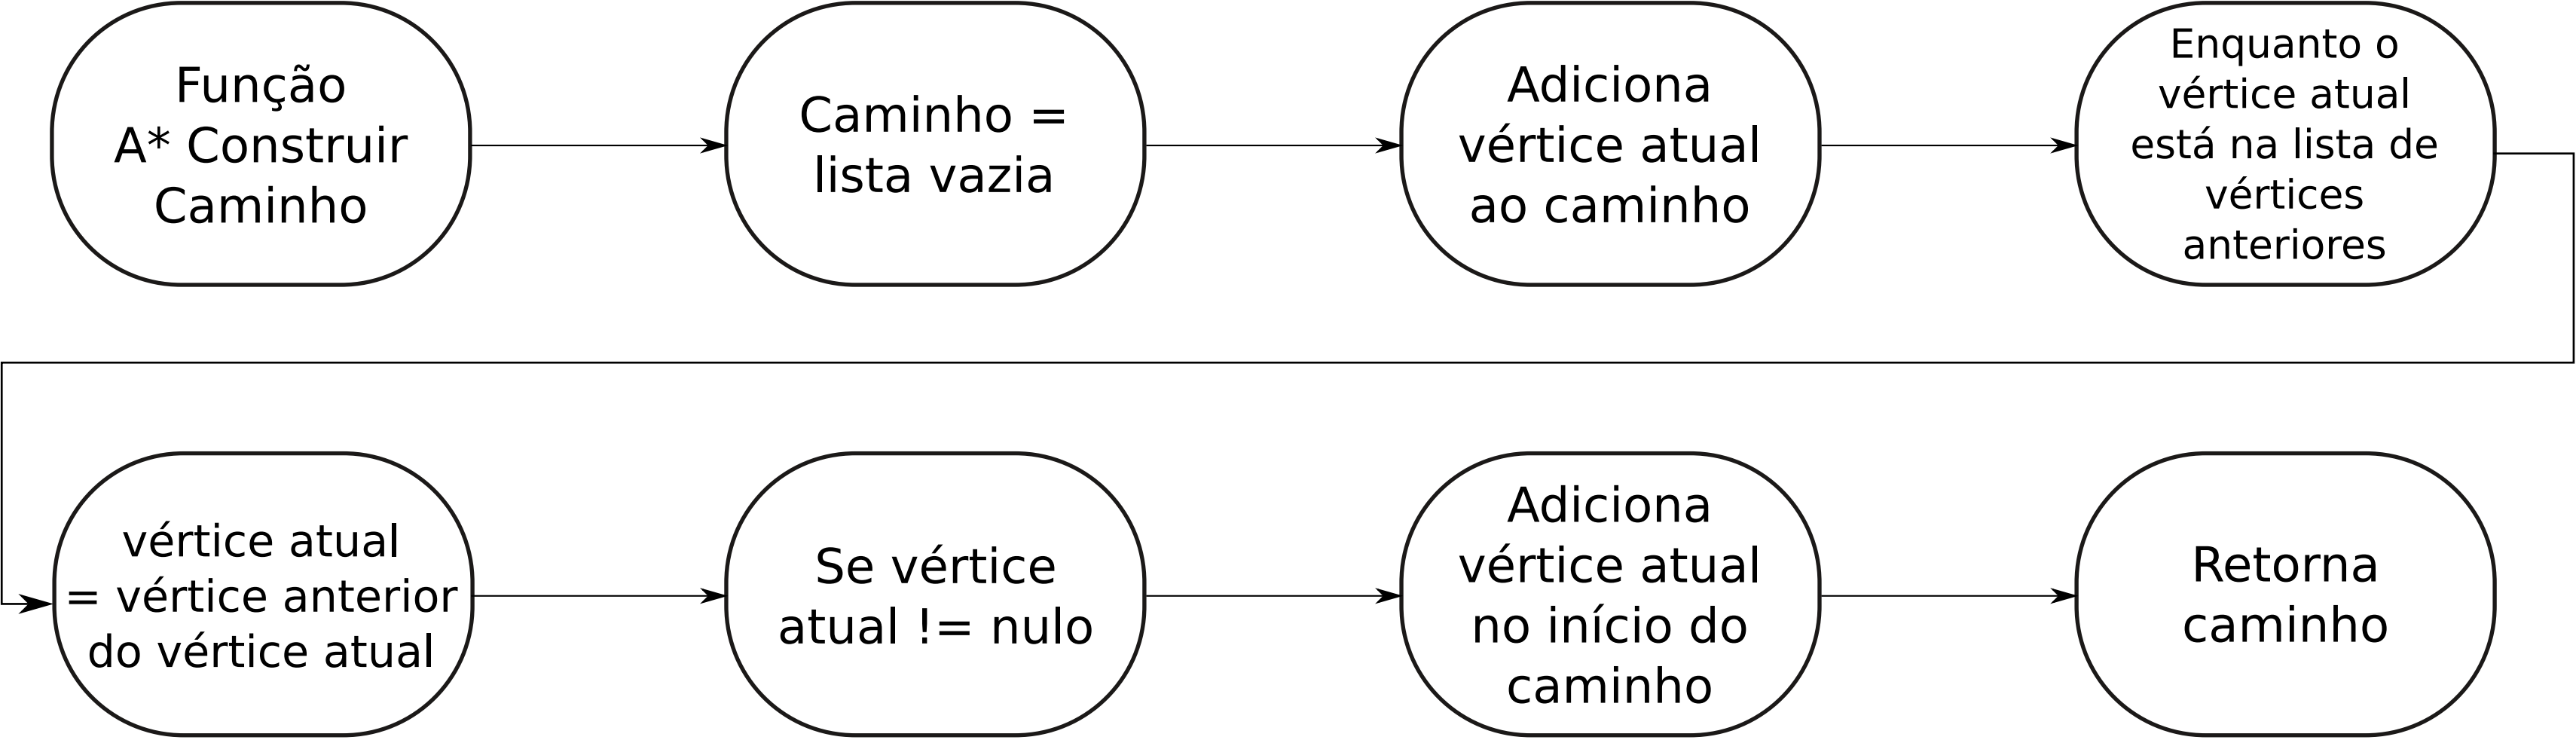 Função
A* Construir
Caminho
Caminho =
lista vazia
Adiciona
vértice atual
ao caminho
Enquanto o
vértice atual
está na lista de
vértices
anteriores
vértice atual
= vértice anterior
do vértice atual
Se vértice
atual != nulo
Adiciona
vértice atual
no início do
caminho
Retorna
caminho